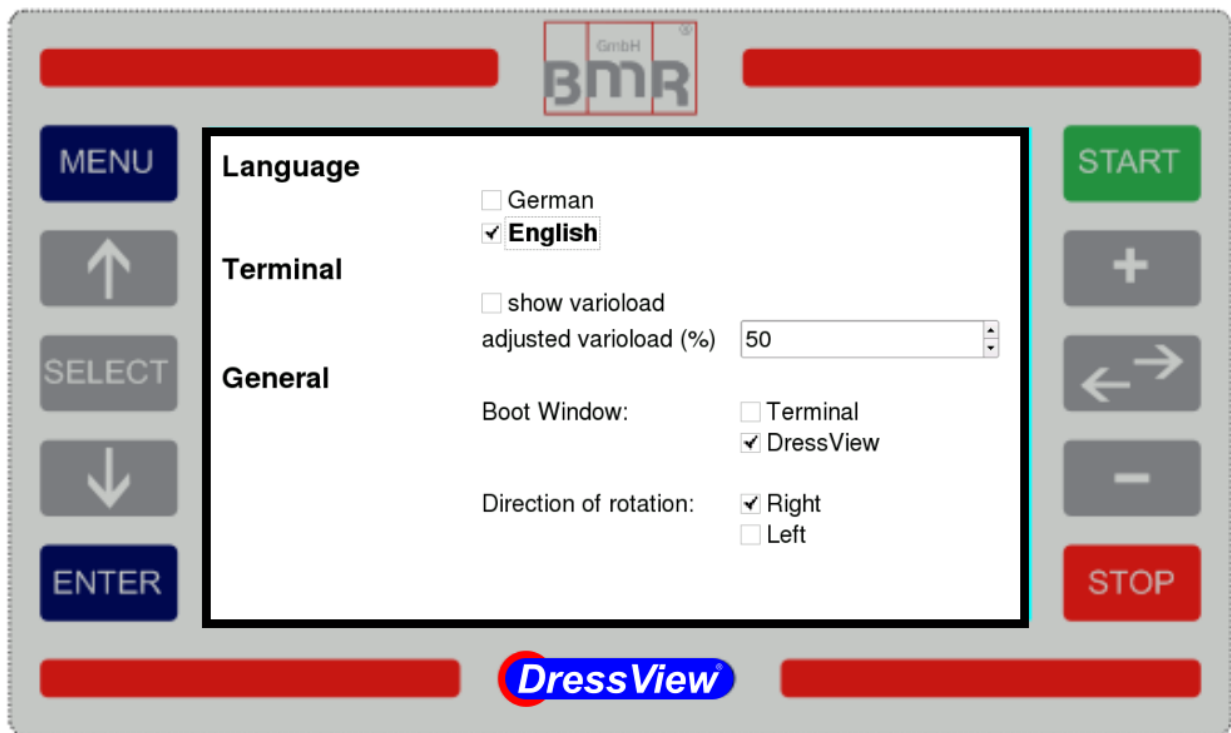 GmbH ®
BMR
MENU
START
Language
German
English
Terminal
show varioload
adjusted varioload (%) 50
SELECT
General
Boot Window: Terminal
DressView
Direction of rotation: Right
Left
ENTER
STOP
DressView®